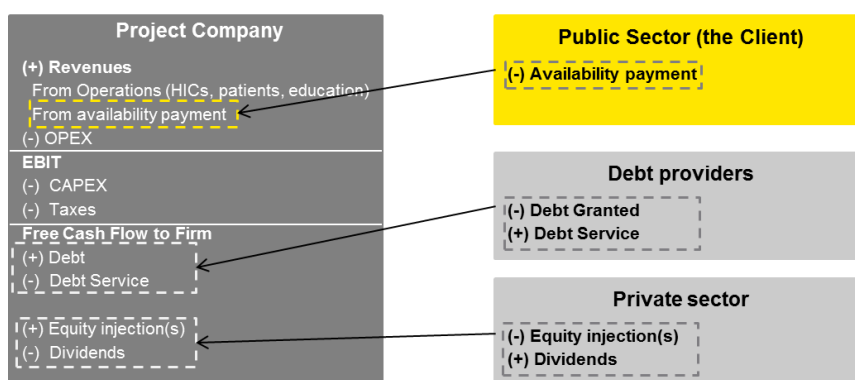 Project Company
(+) Revenues
From Operations (HICs, patients, education)
From availability payment
(-) OPEX
EBIT
(-) CAPEX
(-) Taxes
Free Cash Flow to Firm
(+) Debt
(-) Debt Service
(+) Equity injection(s)
(-) Dividends
Public Sector (the Client)
(-) Availability payment
Debt providers
(-) Debt Granted
(+) Debt Service
Private sector
(-) Equity injection(s)
(+) Dividends